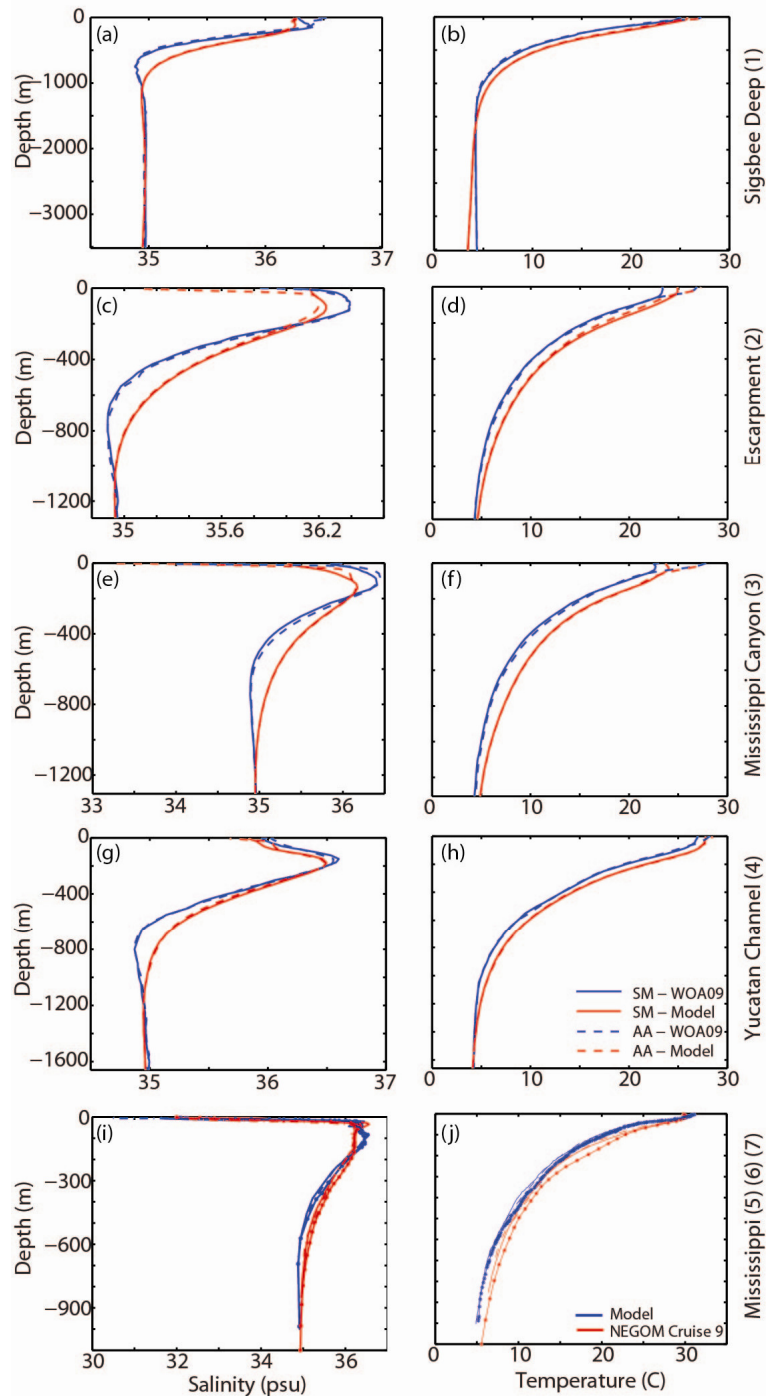 (a)
0
−1000
−2000
−3000
Depth (m)
35
36
37
(b)
0
10
20
30
Sigsbee Deep (1)
(c)
0
−400
−800
−1200
Depth (m)
35
35.6
36.2
(d)
0
10
20
30
Escarpment (2)
(e)
0
−400
−800
−1200
Depth (m)
33
34
35
36
(f)
0
10
20
30
Mississippi Canyon (3)
(g)
0
−400
−800
−1200
−1600
Depth (m)
35
36
37
(h)
SM − WOA09
SM − Model
AA − WOA09
AA − Model
0
10
20
30
Yucatan Channel (4)
(i)
0
−300
−600
−900
Depth (m)
30
32
34
36
Salinity (psu)
(j)
Model
NEGOM Cruise 9
0
10
20
30
Temperature (C)
Mississippi (5) (6) (7)